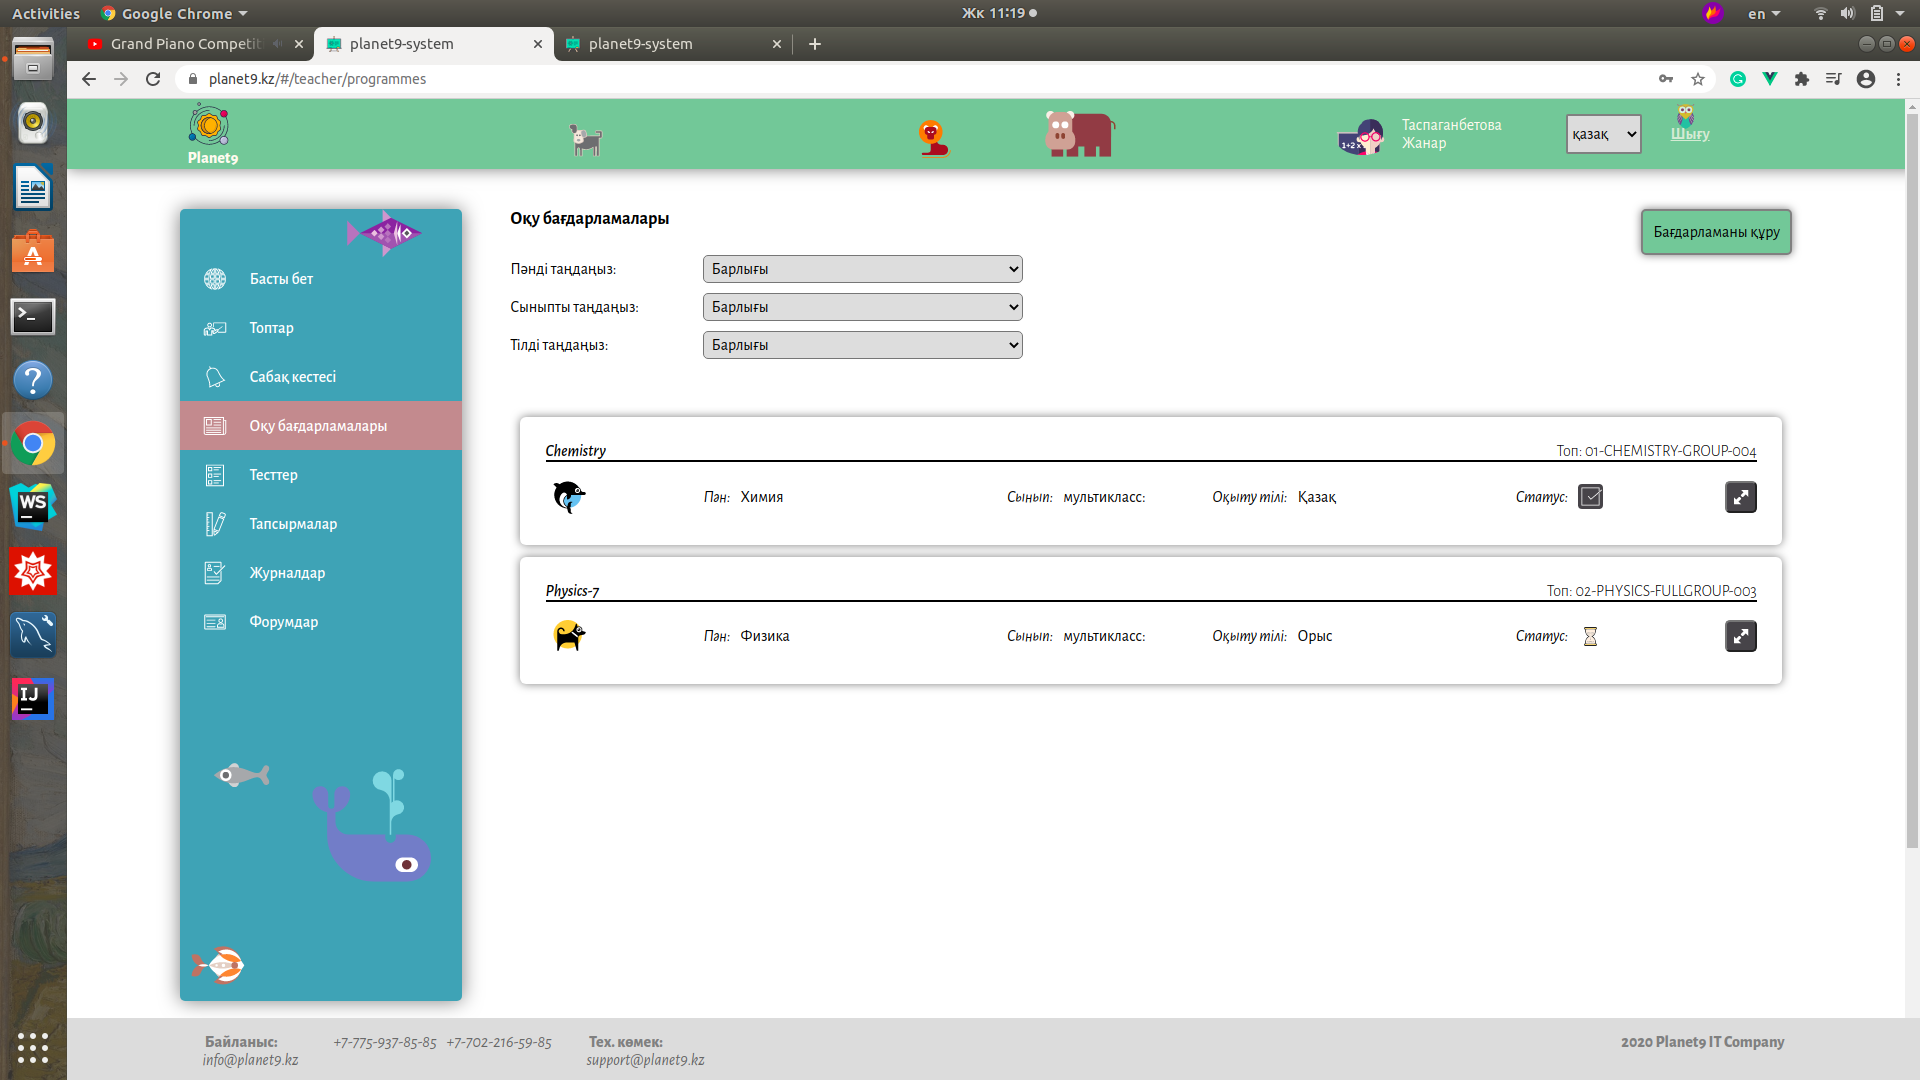 Activities
Google Chrome
Жк 11:19
en
Grand Piano Competit
planet9-system
planet9-system
planet9.kz/#/teacher/programmes
Planet9
1+2 x
Таспаганбетова
Жанар
қазақ
Шығу
Басты бет
Топтар
Сабақ кестесі
Оқу бағдарламалары
Тесттер
Тапсырмалар
Журналдар
Форумдар
Оқу бағдарламалары
Бағдарламаны құру
Пәнді таңдаңыз:
Барлығы
Сыныпты таңдаңыз:
Барлығы
Тілді таңдаңыз:
Барлығы
Chemistry
Топ: 01-CHEMISTRY-GROUP-004
Пән: Химия
Сынып: мультикласс:
Оқыту тілі: Қазақ
Статус:
Physics-7
Топ: 02-PHYSICS-FULLGROUP-003
Пән: Физика
Сынып: мультикласс:
Оқыту тілі: Орыс
Статус:
WS
IJ
Байланыс:
info@planet9.kz
+7-775-937-85-85 +7-702-216-59-85
Тех. көмек:
support@planet9.kz
2020 Planet9 IT Company